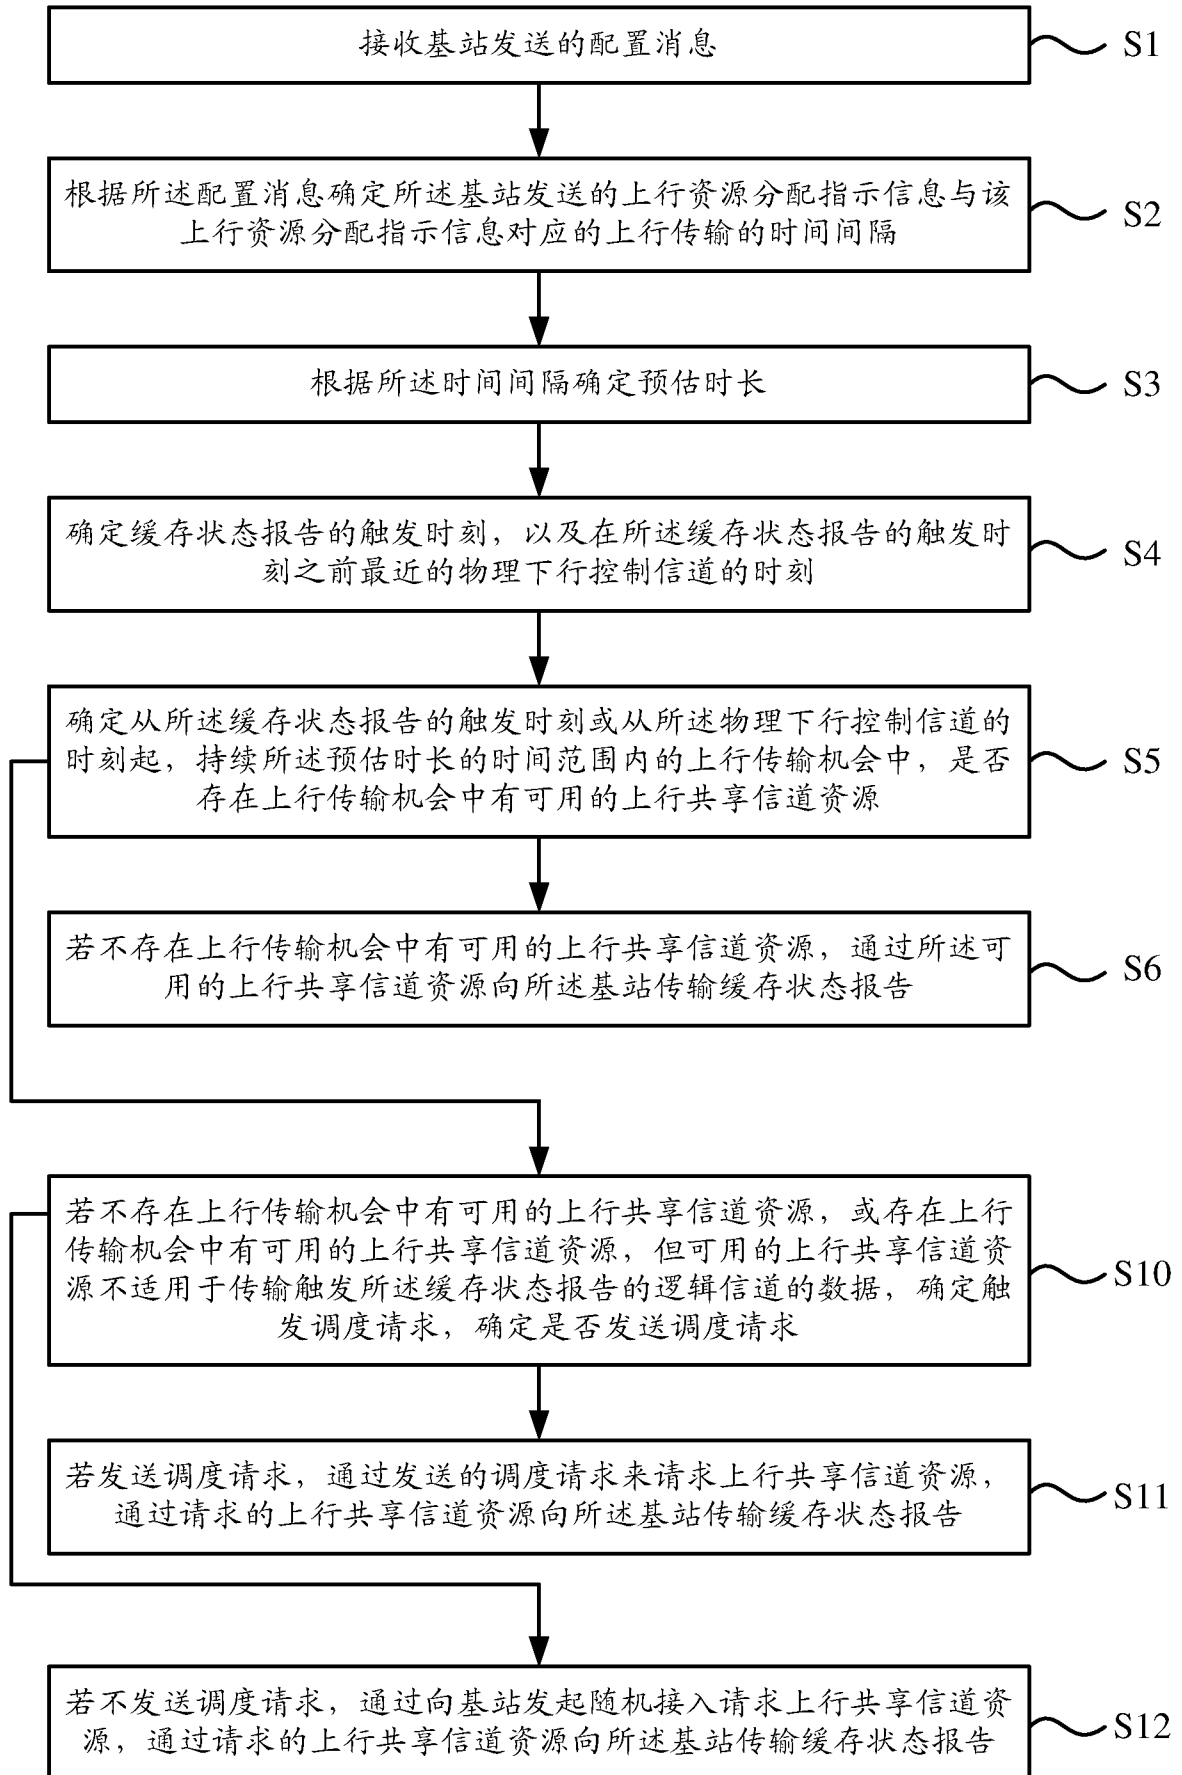 接收基站发送的配置消息
S1
根据所述配置消息确定所述基站发送的上行资源分配指示信息与该
上行资源分配指示信息对应的上行传输的时间间隔
S2
根据所述时间间隔确定预估时长
S3
确定缓存状态报告的触发时刻，以及在所述缓存状态报告的触发时
刻之前最近的物理下行控制信道的时刻
S4
确定从所述缓存状态报告的触发时刻或从所述物理下行控制信道的
时刻起，持续所述预估时长的时间范围内的上行传输机会中，是否
存在上行传输机会中有可用的上行共享信道资源
S5
若不存在上行传输机会中有可用的上行共享信道资源，通过所述可
用的上行共享信道资源向所述基站传输缓存状态报告
S6
若不存在上行传输机会中有可用的上行共享信道资源，或存在上行
传输机会中有可用的上行共享信道资源，但可用的上行共享信道资
源不适用于传输触发所述缓存状态报告的逻辑信道的数据，确定触
发调度请求，确定是否发送调度请求
S10
若发送调度请求，通过发送的调度请求来请求上行共享信道资源，
通过请求的上行共享信道资源向所述基站传输缓存状态报告
S11
若不发送调度请求，通过向基站发起随机接入请求上行共享信道资
源，通过请求的上行共享信道资源向所述基站传输缓存状态报告
S12